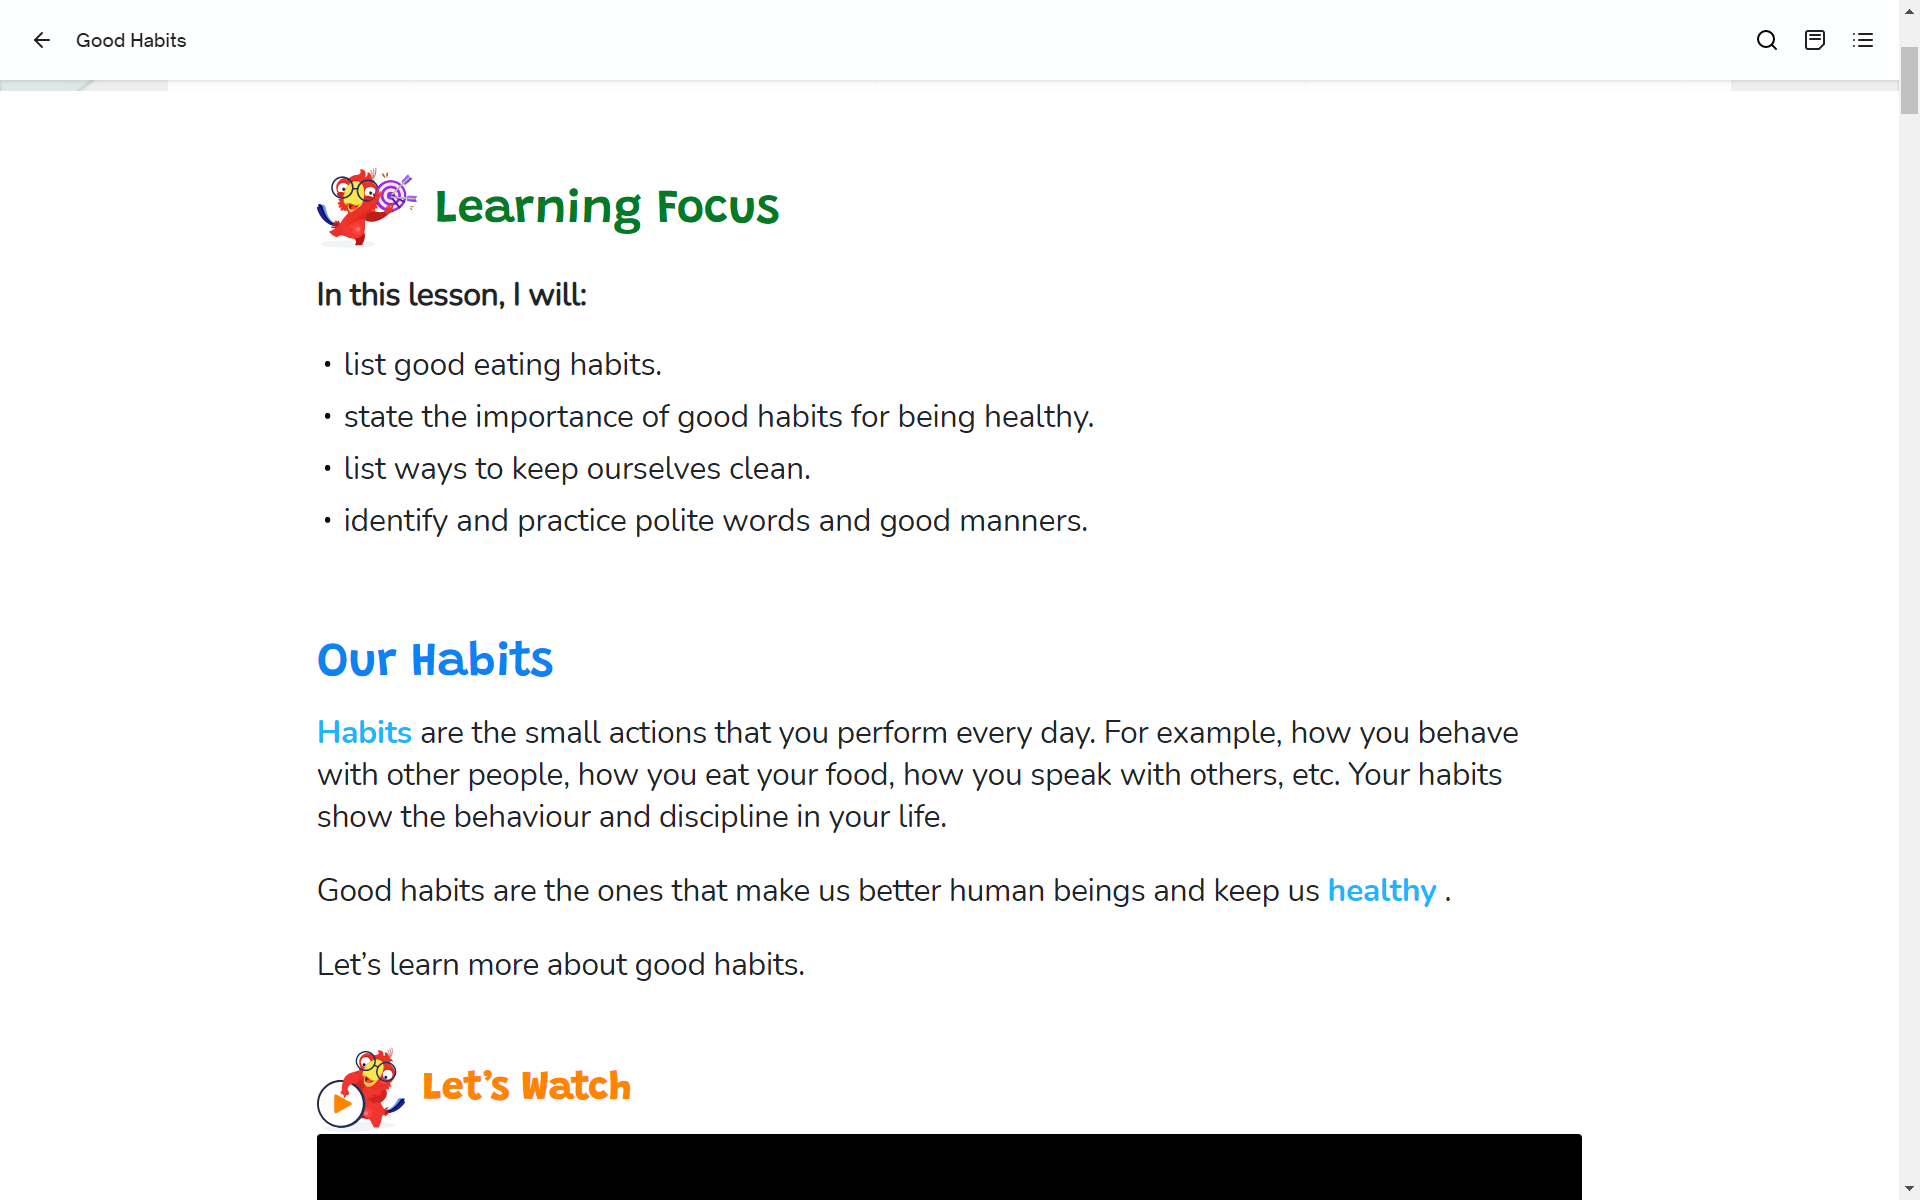 Good Habits
Learning Focus
In this lesson, I will:
• list good eating habits.
• state the importance of good habits for being healthy.
• list ways to keep ourselves clean.
• identify and practice polite words and good manners.
Our Habits
Habits are the small actions that you perform every day. For example, how you behave
with other people, how you eat your food, how you speak with others, etc. Your habits
show the behaviour and discipline in your life.
Good habits are the ones that make us better human beings and keep us healthy .
Let’s learn more about good habits.
Let’s Watch